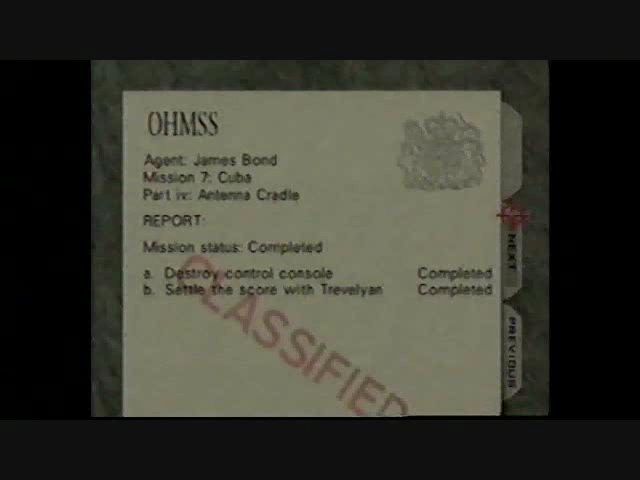 OHMSS
Agent: James Bond
Mission 7: Cuba
Part iv: Antenna Cradle
REPORT:
Mission status: Completed
a. Destroy control console Completed
b. Settle the score with Trevelyan Completed
CLASSIFIED
NEXT
PREVIOUS